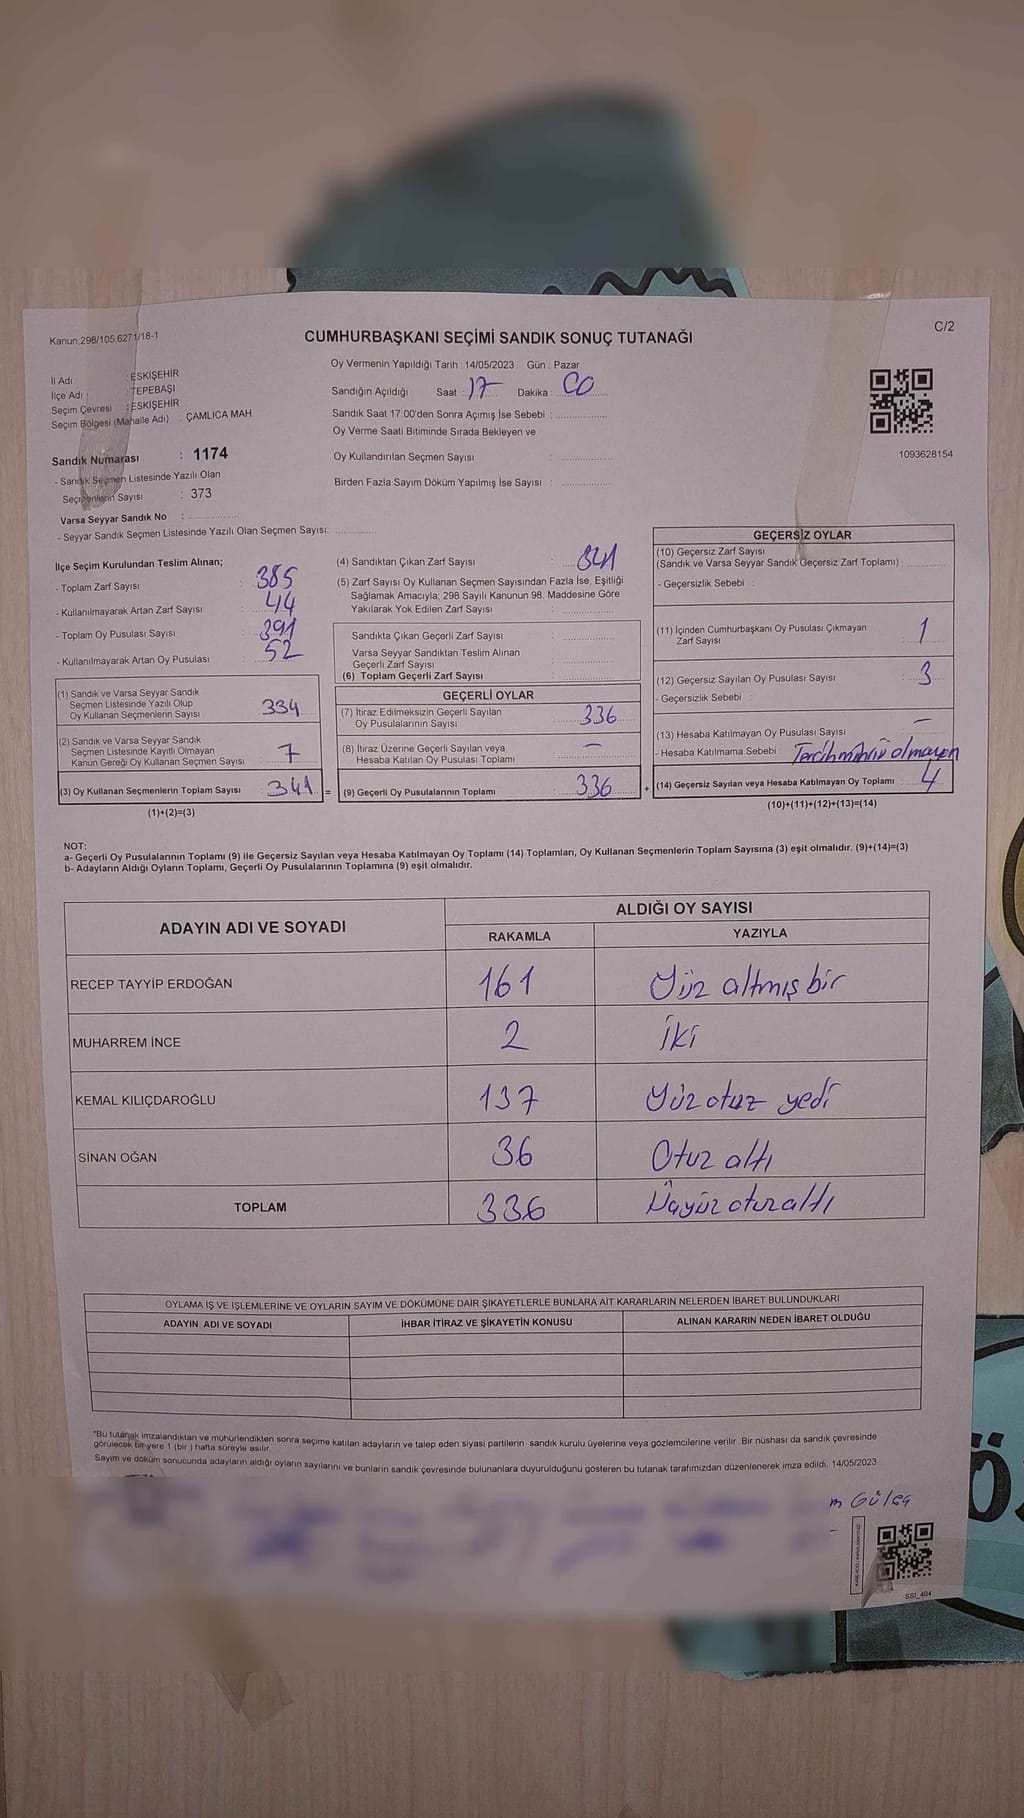 Kanun:298/105,6271/18-1
C/2
CUMHURBAŞKANI SEÇİMİ SANDIK SONUÇ TUTANAĞI
İl Adı : ESKİŞEHİR
İlçe Adı : TEPEBAŞI
Seçim Çevresi : ESKİŞEHİR
Seçim Bölgesi (Mahalle Adı) ÇAMLICA MAH.
Sandık Numarası : 1174
- Sandık Seçmen Listesinde Yazılı Olan
Seçmenlerin Sayısı : 373
Varsa Seyyar Sandık No :
- Seyyar Sandık Seçmen Listesinde Yazılı Olan Seçmen Sayısı:
Oy Vermenin Yapıldığı Tarih : 14/05/2023 Gün : Pazar
Sandığın Açıldığı Saat : 17 Dakika : 00
Sandık Saat 17.00'den Sonra Açımış İse Sebebi :
Oy Verme Saati Bitiminde Sırada Bekleyen ve
Oy Kullandırılan Seçmen Sayısı :
Birden Fazla Sayım Döküm Yapılmış İse Sayısı :
1093628154
İlçe Seçim Kurulundan Teslim Alınan;
- Toplam Zarf Sayısı : 385
- Kullanılmayarak Artan Zarf Sayısı : 44
- Toplam Oy Pusulası Sayısı : 391
- Kullanılmayarak Artan Oy Pusulası : 52
(1) Sandık ve Varsa Seyyar Sandık
Seçmen Listesinde Yazılı Olup
Oy Kullanan Seçmenlerin Sayısı : 334
(2) Sandık ve Varsa Seyyar Sandık
Seçmen Listesinde Kayıtlı Olmayan
Kanun Gereği Oy Kullanan Seçmen Sayısı : 7
(3) Oy Kullanan Seçmenlerin Toplam Sayısı : 341 =
(1)+(2)=(3)
(4) Sandıktan Çıkan Zarf Sayısı : 341
(5) Zarf Sayısı Oy Kullanan Seçmen Sayısından Fazla İse, Eşitliği
Sağlamak Amacıyla; 298 Sayılı Kanunun 98. Maddesine Göre
Yakılarak Yok Edilen Zarf Sayısı :
Sandıkta Çıkan Geçerli Zarf Sayısı :
Varsa Seyyar Sandıktan Teslim Alınan
Geçerli Zarf Sayısı :
(6) Toplam Geçerli Zarf Sayısı :
GEÇERLİ OYLAR
(7) İtiraz Edilmeksizin Geçerli Sayılan
Oy Pusulalarının Sayısı : 336
(8) İtiraz Üzerine Geçerli Sayılan veya
Hesaba Katılan Oy Pusulası Toplamı : -
(9) Geçerli Oy Pusulalarının Toplamı : 336 +
GEÇERSİZ OYLAR
(10) Geçersiz Zarf Sayısı
(Sandık ve Varsa Seyyar Sandık Geçersiz Zarf Toplamı) :
- Geçersizlik Sebebi :
(11) İçinden Cumhurbaşkanı Oy Pusulası Çıkmayan
Zarf Sayısı : 1
(12) Geçersiz Sayılan Oy Pusulası Sayısı : 3
- Geçersizlik Sebebi :
(13) Hesaba Katılmayan Oy Pusulası Sayısı : -
- Hesaba Katılmama Sebebi : Tercih mührü olmayan
(14) Geçersiz Sayılan veya Hesaba Katılmayan Oy Toplamı : 4
(10)+(11)+(12)+(13)=(14)
NOT:
a- Geçerli Oy Pusulalarının Toplamı (9) ile Geçersiz Sayılan veya Hesaba Katılmayan Oy Toplamı (14) Toplamları, Oy Kullanan Seçmenlerin Toplam Sayısına (3) eşit olmalıdır. (9)+(14)=(3)
b- Adayların Aldığı Oyların Toplamı, Geçerli Oy Pusulalarının Toplamına (9) eşit olmalıdır.
ADAYIN ADI VE SOYADI ALDIĞI OY SAYISI
RAKAMLA YAZIYLA
RECEP TAYYİP ERDOĞAN 161 Yüz altmış bir
MUHARREM İNCE 2 İki
KEMAL KILIÇDAROĞLU 137 Yüz otuz yedi
SİNAN OĞAN 36 Otuz altı
TOPLAM 336 Üçyüz otuz altı
OYLAMA İŞ VE İŞLEMLERİNE VE OYLARIN SAYIM VE DÖKÜMÜNE DAİR ŞİKAYETLERLE BUNLARA AİT KARARLARIN NELERDEN İBARET BULUNDUKLARI
ADAYIN ADI VE SOYADI İHBAR İTİRAZ VE ŞİKAYETİN KONUSU ALINAN KARARIN NEDEN İBARET OLDUĞU
*Bu tutanak imzalandıktan ve mühürlendikten sonra seçime katılan adayların ve talep eden siyasi partilerin sandık kurulu üyelerine veya gözlemcilerine verilir. Bir nüshası da sandık çevresinde
görülecek bir yere 1 (bir) hafta süreyle asılır.
Sayım ve döküm sonucunda adayların aldığı oyların sayılarını ve bunların sandık çevresinde bulunanlara duyurulduğunu gösteren bu tutanak tarafımızdan düzenlenerek imza edildi. 14/05/2023
SSI_404